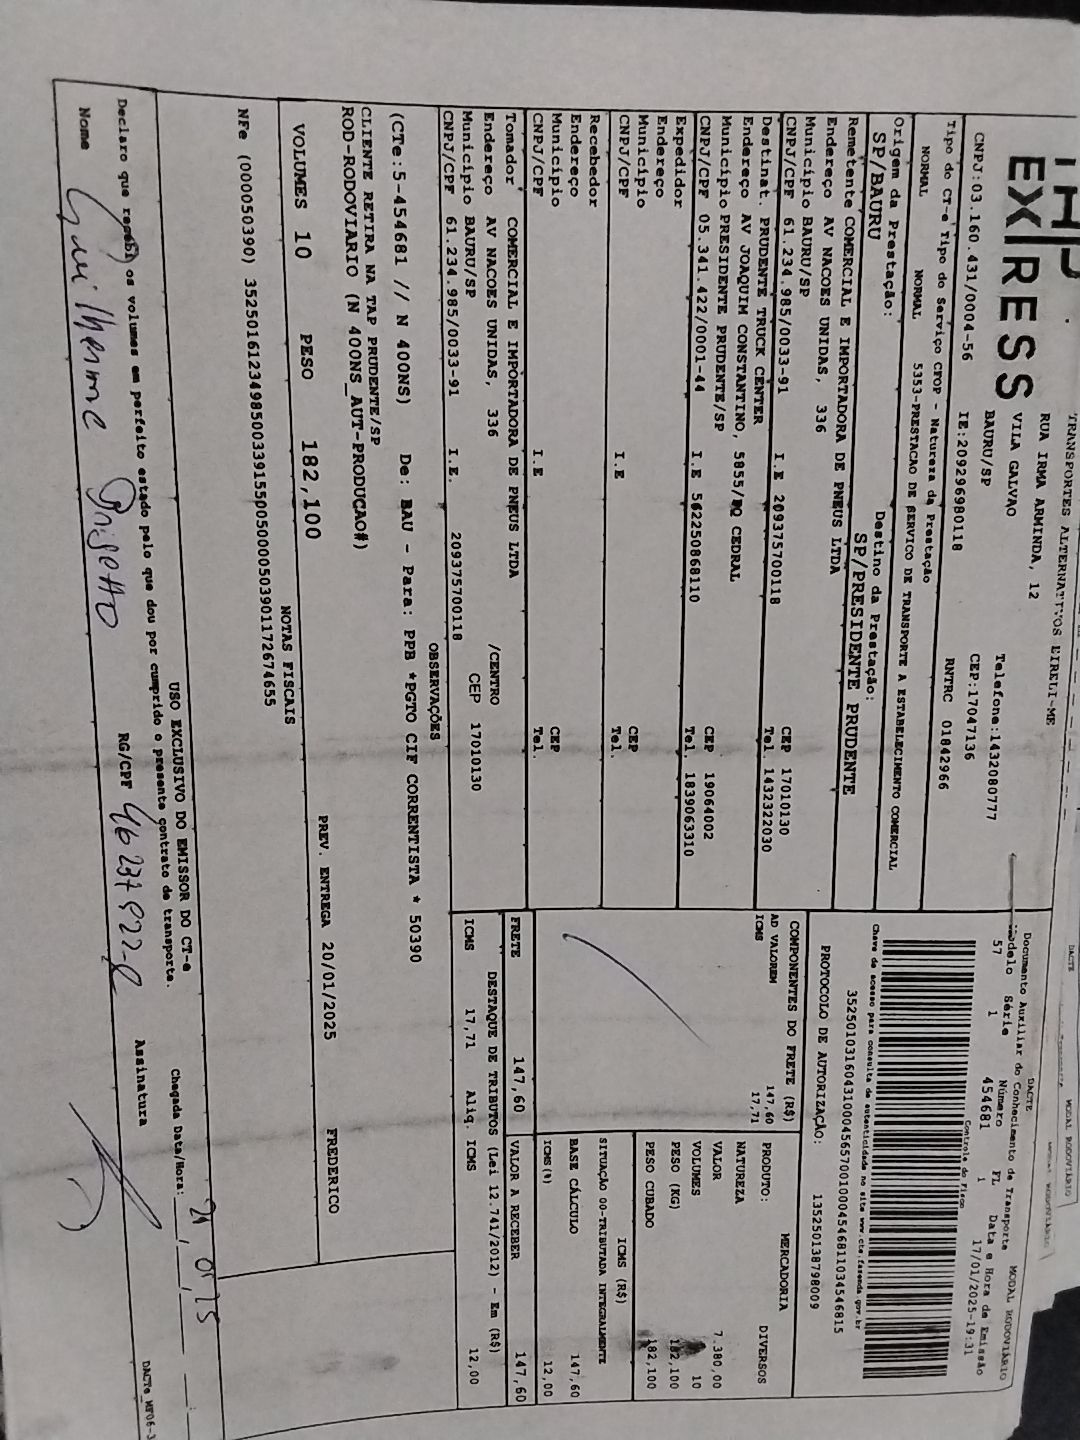 TRANSPORTES ALTERNATIVOS EIRELI-ME
EXPRESS
RUA IRMA ARMINDA, 12
VILA GALVAO
BAURU/SP
Telefone:1432080777
CEP:17047136
CNPJ:03.160.431/0004-56
IE:209296980118
RNTRC 01842966
Tipo do CT-e Tipo do Serviço CFOP - Natureza da Prestação
NORMAL NORMAL 5353-PRESTACAO DE SERVICO DE TRANSPORTE A ESTABELECIMENTO COMERCIAL
Origem da Prestação: Destino da Prestação:
SP/BAURU SP/PRESIDENTE PRUDENTE
Remetente COMERCIAL E IMPORTADORA DE PNEUS LTDA
Endereço AV NACOES UNIDAS, 336
Município BAURU/SP CEP 17010130
CNPJ/CPF 61.234.985/0033-91 I.E 209375700118 Tel. 1432322030
Destinat. PRUDENTE TRUCK CENTER
Endereço AV JOAQUIM CONSTANTINO, 5855/PQ CEDRAL
Município PRESIDENTE PRUDENTE/SP CEP 19064002
CNPJ/CPF 05.341.422/0001-44 I.E 562250868110 Tel. 1839063310
Expedidor
Endereço
Município CEP
CNPJ/CPF I.E Tel.
Recebedor
Endereço
Município CEP
CNPJ/CPF I.E Tel.
Tomador COMERCIAL E IMPORTADORA DE PNEUS LTDA
Endereço AV NACOES UNIDAS, 336 /CENTRO
Município BAURU/SP CEP 17010130
CNPJ/CPF 61.234.985/0033-91 I.E. 209375700118
DACTE MODAL RODOVIÁRIO
Documento Auxiliar do Conhecimento de Transporte
Modelo Série Número FL Data e Hora de Emissão
57 1 454681 1 17/01/2025-19:31
Controle do Fisco
Chave de acesso para consulta de autenticidade no site www.cte.fazenda.gov.br
35250103160431000456570010004546811034546815
PROTOCOLO DE AUTORIZAÇÃO: 135250138798009
COMPONENTES DO FRETE (R$)
AD VALOREM 147,60
ICMS 17,71
MERCADORIA
PRODUTO: DIVERSOS
NATUREZA
VALOR 7.380,00
VOLUMES 10
PESO (KG) 182,100
PESO CUBADO 182,100
ICMS (R$)
SITUAÇÃO 00-TRIBUTADA INTEGRALMENTE
BASE CÁLCULO 147,60
ICMS(%) 12,00
FRETE 147,60 VALOR A RECEBER 147,60
DESTAQUE DE TRIBUTOS (Lei 12.741/2012) - Em (R$)
ICMS 17,71 Aliq. ICMS 12,00
OBSERVAÇÕES
(CTe:5-454681 // N 400NS) De: BAU - Para: PPB *PGTO CIF CORRENTISTA * 50390
CLIENTE RETIRA NA TAP PRUDENTE/SP
ROD-RODOVIARIO (N 400NS_AUT-PRODUCAO#)
VOLUMES 10 PESO 182,100 PREV. ENTREGA 20/01/2025 FREDERICO
NOTAS FISCAIS
NFe (000050390) 35250161234985003391550050000503901172674655
USO EXCLUSIVO DO EMISSOR DO CT-e
Declaro que recebi os volumes em perfeito estado pelo que dou por cumprido o presente contrato de transporte.
Chegada Data/Hora: 21 01 25
Nome Guilherme RG/CPF Assinatura